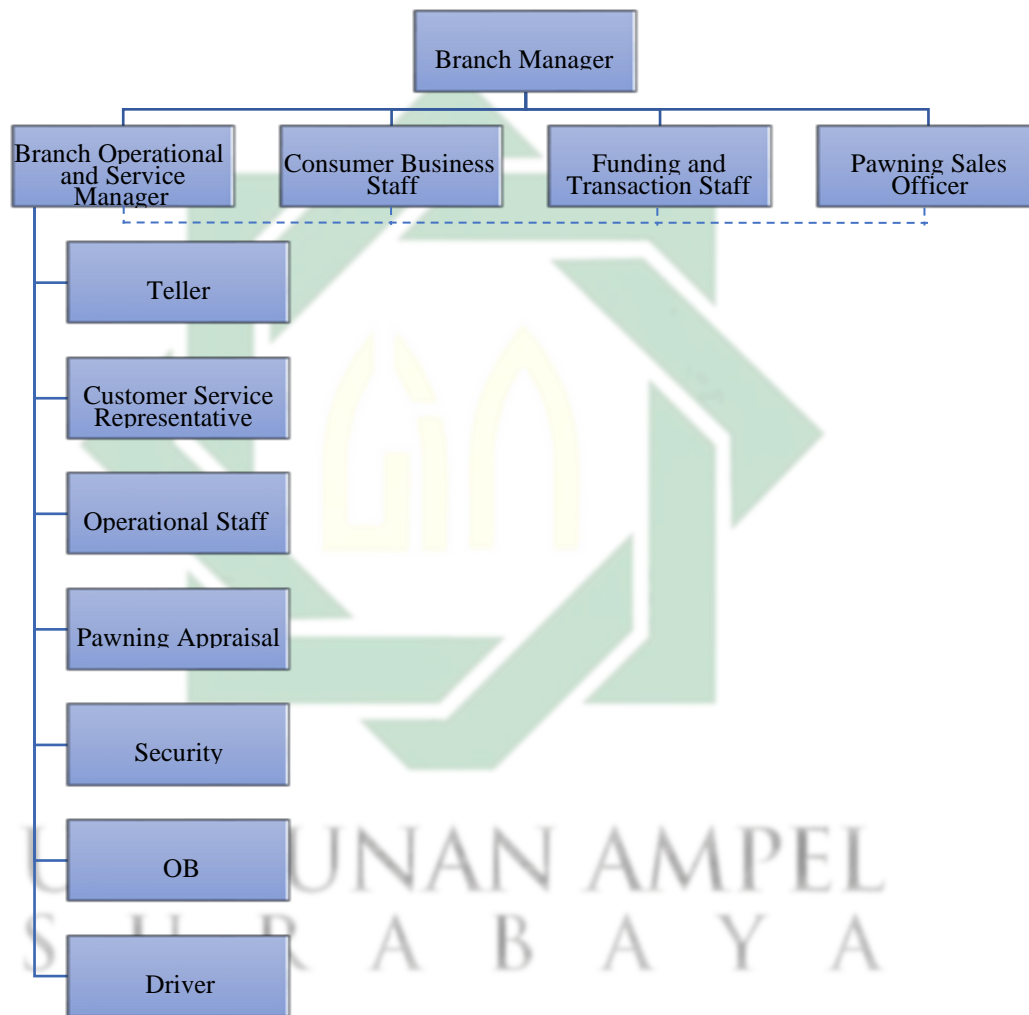 Branch Manager
Branch Operational
and Service
Manager
Consumer Business
Staff
Funding and
Transaction Staff
Pawning Sales
Officer
Teller
Customer Service
Representative
Operational Staff
Pawning Appraisal
Security
OB
Driver
UNAN AMPEL
S U R A B A Y A